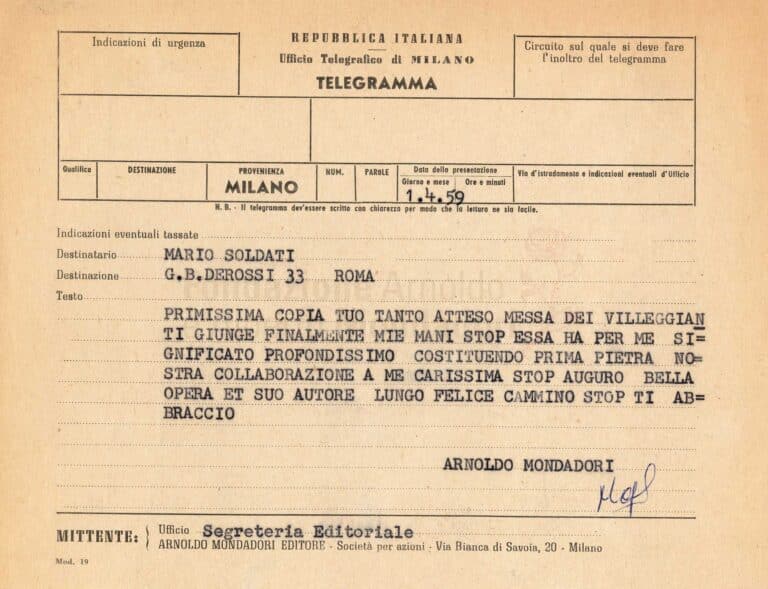 Indicazioni di urgenza
REPUBBLICA ITALIANA
Ufficio Telegrafico di MILANO
TELEGRAMMA
Circuito sul quale si deve fare
l'inoltro del telegramma
Qualifica
DESTINAZIONE
PROVENIENZA
MILANO
NUM.
PAROLE
Data della presentazione
Giorno e mese
Ore e minuti
1.4.59
Via d'istradamento e indicazioni eventuali d'Ufficio
N. B. - Il telegramma dev'essere scritto con chiarezza per modo che la lettura ne sia facile.
Indicazioni eventuali tassate
Destinatario MARIO SOLDATI
Destinazione G.B.DEROSSI 33 ROMA
Testo
PRIMISSIMA COPIA TUO TANTO ATTESO MESSA DEI VILLEGGIAN
TI GIUNGE FINALMENTE MIE MANI STOP ESSA HA PER ME SI=
GNIFICATO PROFONDISSIMO COSTITUENDO PRIMA PIETRA NO=
STRA COLLABORAZIONE A ME CARISSIMA STOP AUGURO BELLA
OPERA ET SUO AUTORE LUNGO FELICE CAMMINO STOP TI AB=
BRACCIO
ARNOLDO MONDADORI
MITTENTE: Ufficio Segreteria Editoriale
ARNOLDO MONDADORI EDITORE - Società per azioni - Via Bianca di Savoia, 20 - Milano
Mod. 19